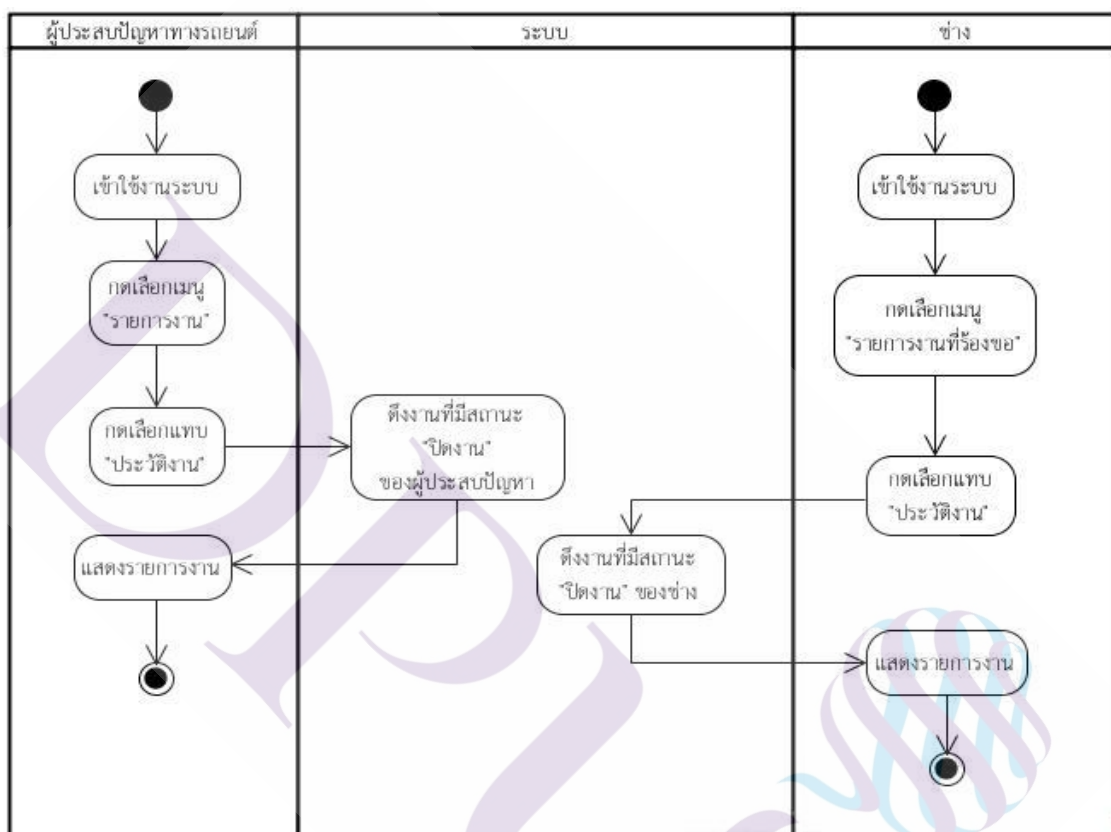 ผู้ประสบปัญหาทางรถยนต์
ระบบ
ช่าง
เข้าใช้งานระบบ
กดเลือกเมนู
"รายการงาน"
กดเลือกแทบ
"ประวัติงาน"
ดึงงานที่มีสถานะ
"ปิดงาน"
ของผู้ประสบปัญหา
แสดงรายการงาน
เข้าใช้งานระบบ
กดเลือกเมนู
"รายการงานที่ร้องขอ"
กดเลือกแทบ
"ประวัติงาน"
ดึงงานที่มีสถานะ
"ปิดงาน" ของช่าง
แสดงรายการงาน